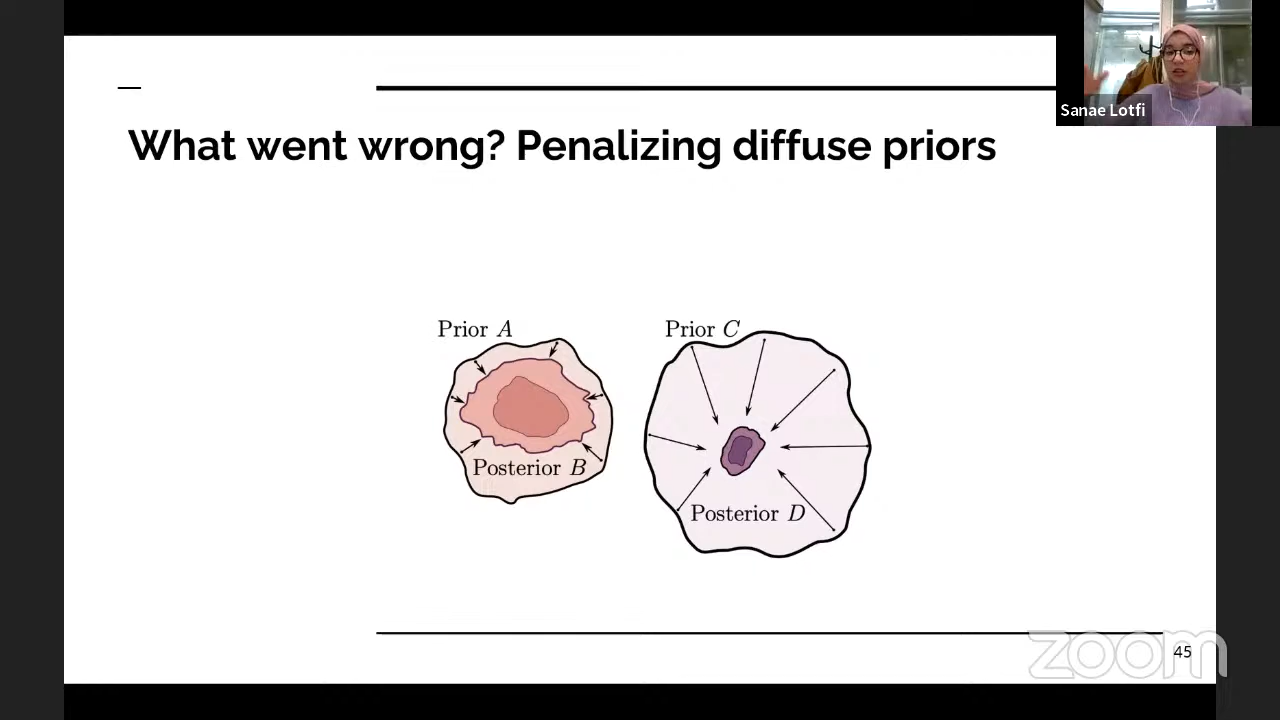 Sanae Lotfi
What went wrong? Penalizing diffuse priors
Prior A
Prior C
Posterior B
Posterior D
zoom
45